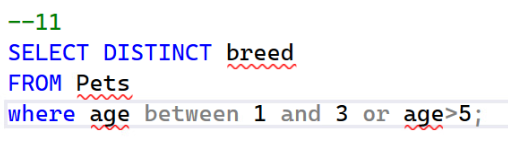 --11
SELECT DISTINCT breed
FROM Pets
where age between 1 and 3 or age>5;